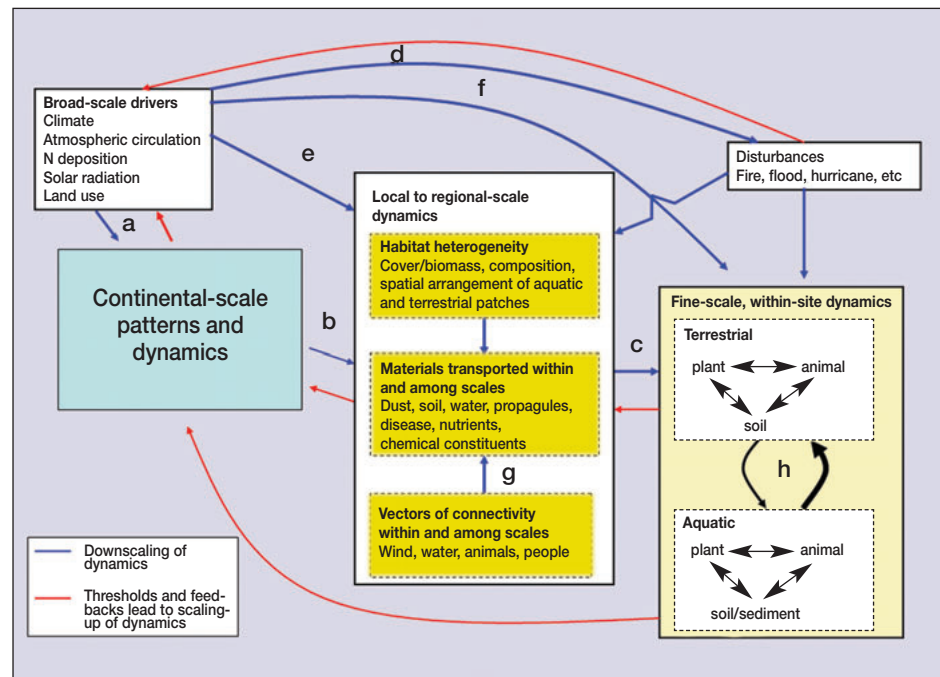 d
f
Broad-scale drivers
Climate
Atmospheric circulation
N deposition
Solar radiation
Land use
e
Disturbances
Fire, flood, hurricane, etc
a
Local to regional-scale
dynamics
Habitat heterogeneity
Cover/biomass, composition,
spatial arrangement of aquatic
and terrestrial patches
Continental-scale
patterns and
dynamics
b
Materials transported within
and among scales
Dust, soil, water, propagules,
disease, nutrients,
chemical constituents
c
g
Vectors of connectivity
within and among scales
Wind, water, animals, people
Fine-scale, within-site dynamics
Terrestrial
plant animal
soil
h
Aquatic
plant animal
soil/sediment
Downscaling of
dynamics
Thresholds and feed-
backs lead to scaling-
up of dynamics